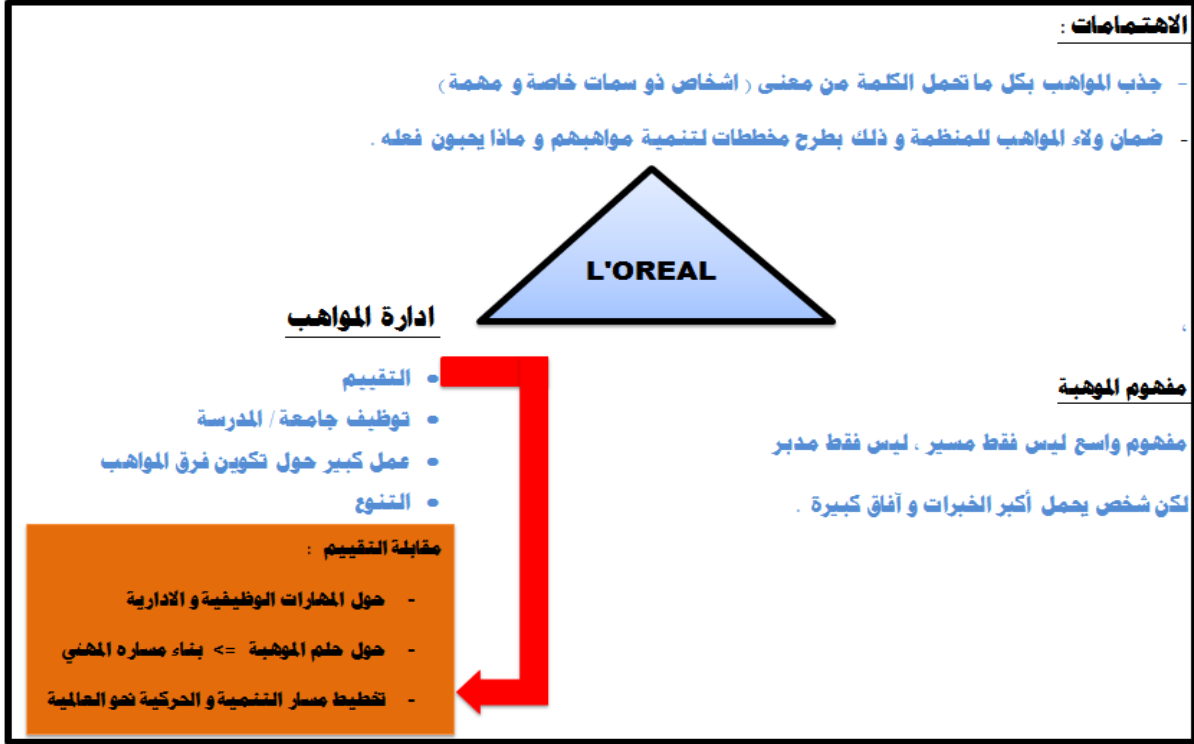 الاهتمامات :
- جذب المواهب بكل ما تحمل الكلمة من معنى ( اشخاص ذو سمات خاصة و مهمة )
- ضمان ولاء المواهب للمنظمة و ذلك بطرح مخططات لتنمية مواهبهم و ماذا يحبون فعله .
L'OREAL
،
مفهوم الموهبة
مفهوم واسع ليس فقط مسير ، ليس فقط مدبر
لكن شخص يحمل أكبر الخبرات و آفاق كبيرة .
ادارة المواهب
• التقييم
• توظيف جامعة / المدرسة
• عمل كبير حول تكوين فرق المواهب
• التنوع
مقابلة التقييم :
- حول المهارات الوظيفية و الادارية
- حول حلم الموهبة => بناء مساره المهني
- تخطيط مسار التنمية و الحركية نحو العالمية